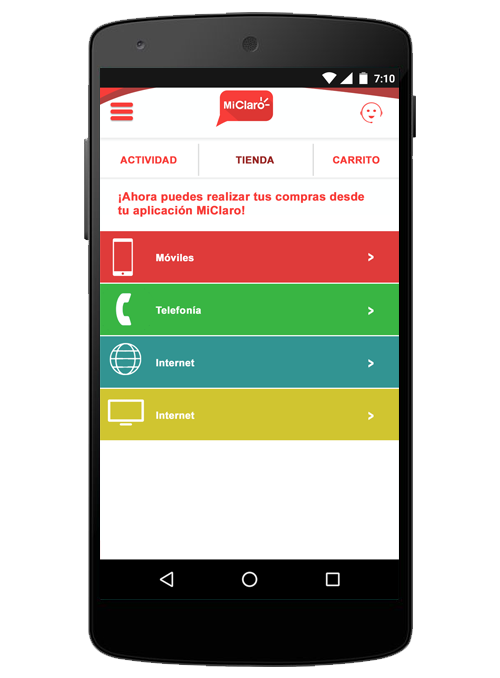 7:10
MiClaro
ACTIVIDAD TIENDA CARRITO
¡Ahora puedes realizar tus compras desde
tu aplicación MiClaro!
Móviles >
Telefonía >
Internet >
Internet >